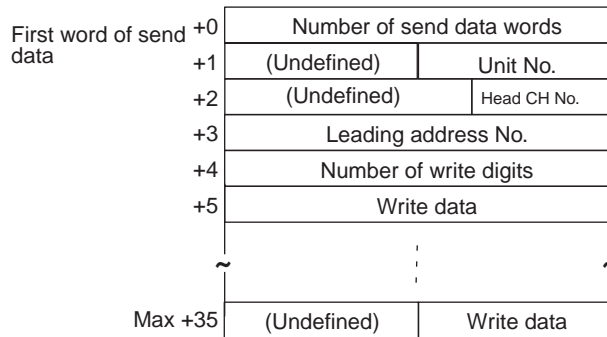 First word of send data
+0 Number of send data words
+1 (Undefined) Unit No.
+2 (Undefined) Head CH No.
+3 Leading address No.
+4 Number of write digits
+5 Write data
~ ~
Max +35 (Undefined) Write data